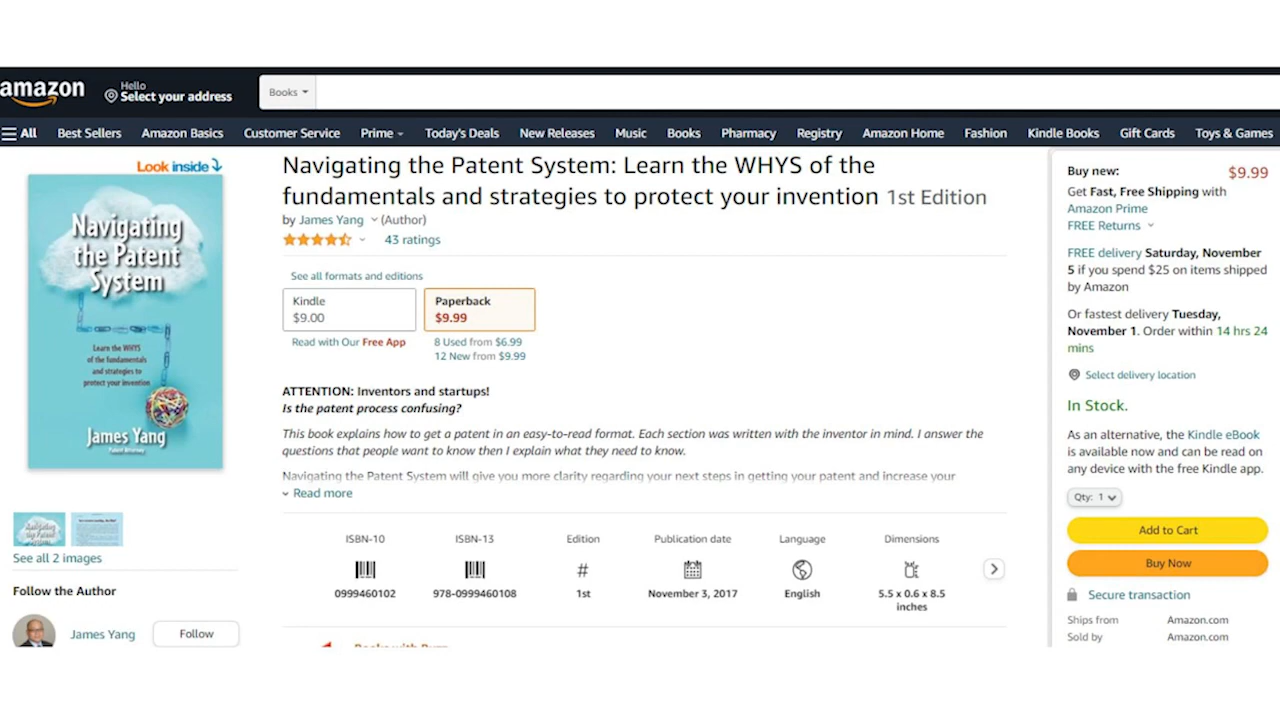 amazon
Hello
Select your address
Books
All
Best Sellers
Amazon Basics
Customer Service
Prime
Today's Deals
New Releases
Music
Books
Pharmacy
Registry
Amazon Home
Fashion
Kindle Books
Gift Cards
Toys & Games
Look inside
Navigating
the Patent
System
Learn the WHYS
of the fundamentals
and strategies to
protect your invention
James Yang
Patent Attorney
See all 2 images
Follow the Author
James Yang
Follow
Navigating the Patent System: Learn the WHYS of the
fundamentals and strategies to protect your invention 1st Edition
by James Yang (Author)
43 ratings
See all formats and editions
Kindle
$9.00
Read with Our Free App
Paperback
$9.99
8 Used from $6.99
12 New from $9.99
ATTENTION: Inventors and startups!
Is the patent process confusing?
This book explains how to get a patent in an easy-to-read format. Each section was written with the inventor in mind. I answer the
questions that people want to know then I explain what they need to know.
Navigating the Patent System will give you more clarity regarding your next steps in getting your patent and increase your
Read more
ISBN-10
0999460102
ISBN-13
978-0999460108
Edition
#
1st
Publication date
November 3, 2017
Language
English
Dimensions
5.5 x 0.6 x 8.5
inches
Buy new:
$9.99
Get Fast, Free Shipping with
Amazon Prime
FREE Returns
FREE delivery Saturday, November
5 if you spend $25 on items shipped
by Amazon
Or fastest delivery Tuesday,
November 1. Order within 14 hrs 24
mins
Select delivery location
In Stock.
As an alternative, the Kindle eBook
is available now and can be read on
any device with the free Kindle app.
Qty: 1
Add to Cart
Buy Now
Secure transaction
Ships from Amazon.com
Sold by Amazon.com